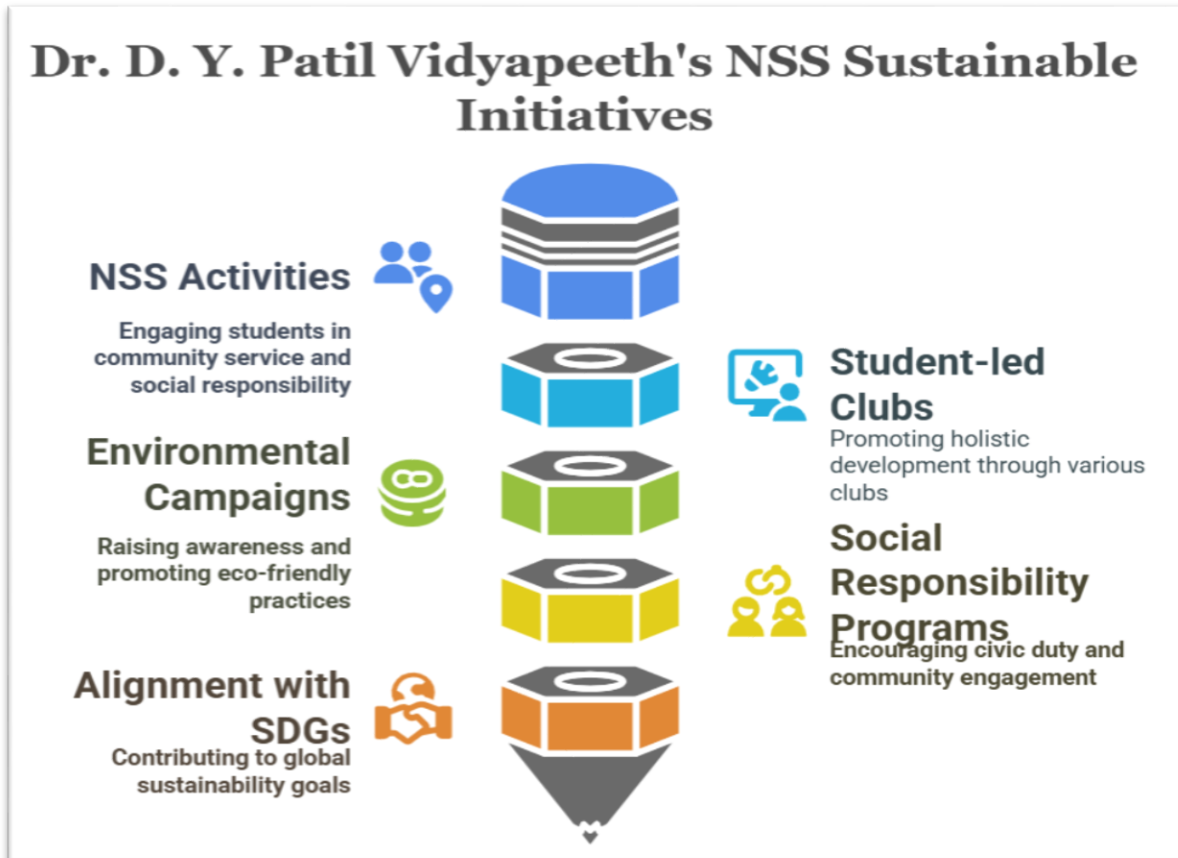 Dr. D. Y. Patil Vidyapeeth's NSS Sustainable
Initiatives
NSS Activities
Engaging students in
community service and
social responsibility
Student-led
Clubs
Promoting holistic
development through various
clubs
Environmental
Campaigns
Raising awareness and
promoting eco-friendly
practices
Social
Responsibility
Programs
Encouraging civic duty and
community engagement
Alignment with
SDGs
Contributing to global
sustainability goals